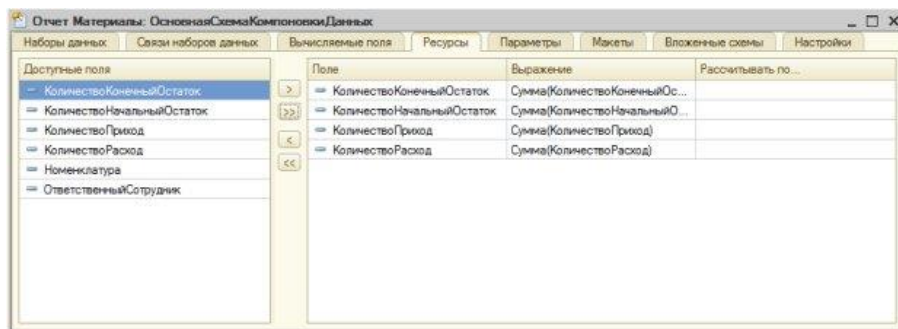 Отчет Материалы: ОсновнаяСхемаКомпоновкиДанных
Наборы данных Связи наборов данных Вычисляемые поля Ресурсы Параметры Макеты Вложенные схемы Настройки
Доступные поля Поле Выражение Рассчитывать по...
КоличествоКонечныйОстаток > КоличествоКонечныйОстаток Сумма(КоличествоКонечныйОс...
КоличествоНачальныйОстаток >> КоличествоНачальныйОстаток Сумма(КоличествоНачальныйО...
КоличествоПриход < КоличествоПриход Сумма(КоличествоПриход)
КоличествоРасход << КоличествоРасход Сумма(КоличествоРасход)
Номенклатура
ОтветственныйСотрудник